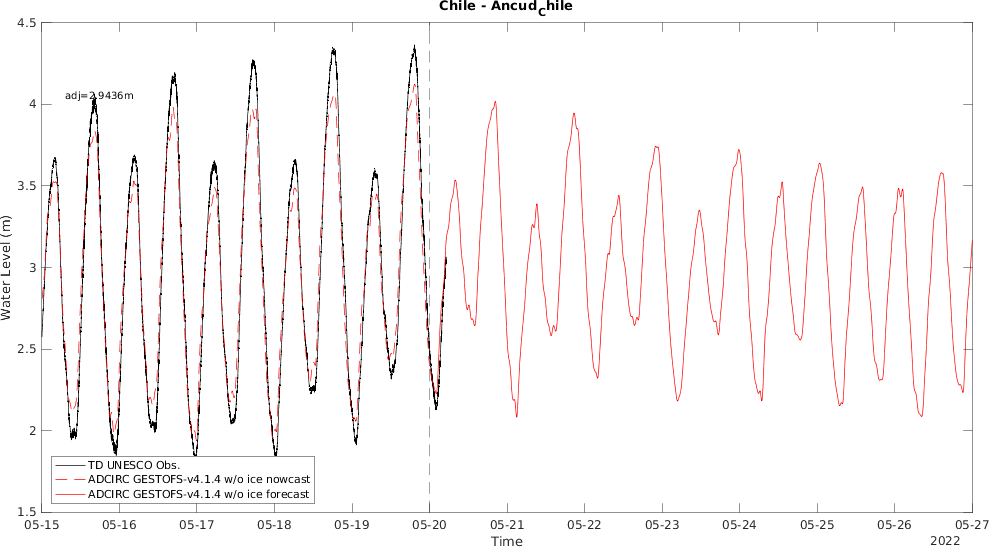 Chile - Ancud_Chile
4.5
4
3.5
3
2.5
2
1.5
Water Level (m)
adj=2.9436m
TD UNESCO Obs.
ADCIRC GESTOFS-v4.1.4 w/o ice nowcast
ADCIRC GESTOFS-v4.1.4 w/o ice forecast
05-15 05-16 05-17 05-18 05-19 05-20 05-21 05-22 05-23 05-24 05-25 05-26 05-27
Time
2022